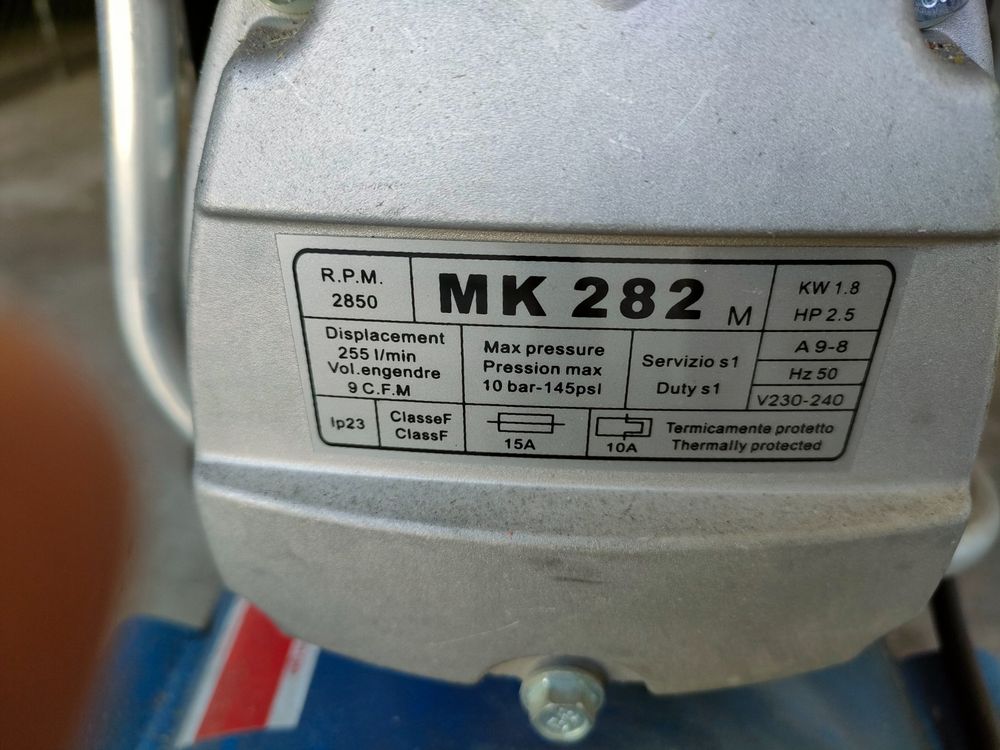 R.P.M.
2850
MK 282 M
KW 1.8
HP 2.5
Displacement
255 l/min
Vol.engendre
9 C.F.M
Max pressure
Pression max
10 bar-145psi
Servizio s1
Duty s1
A 9-8
Hz 50
V230-240
Ip23
ClasseF
ClassF
15A
10A
Termicamente protetto
Thermally protected